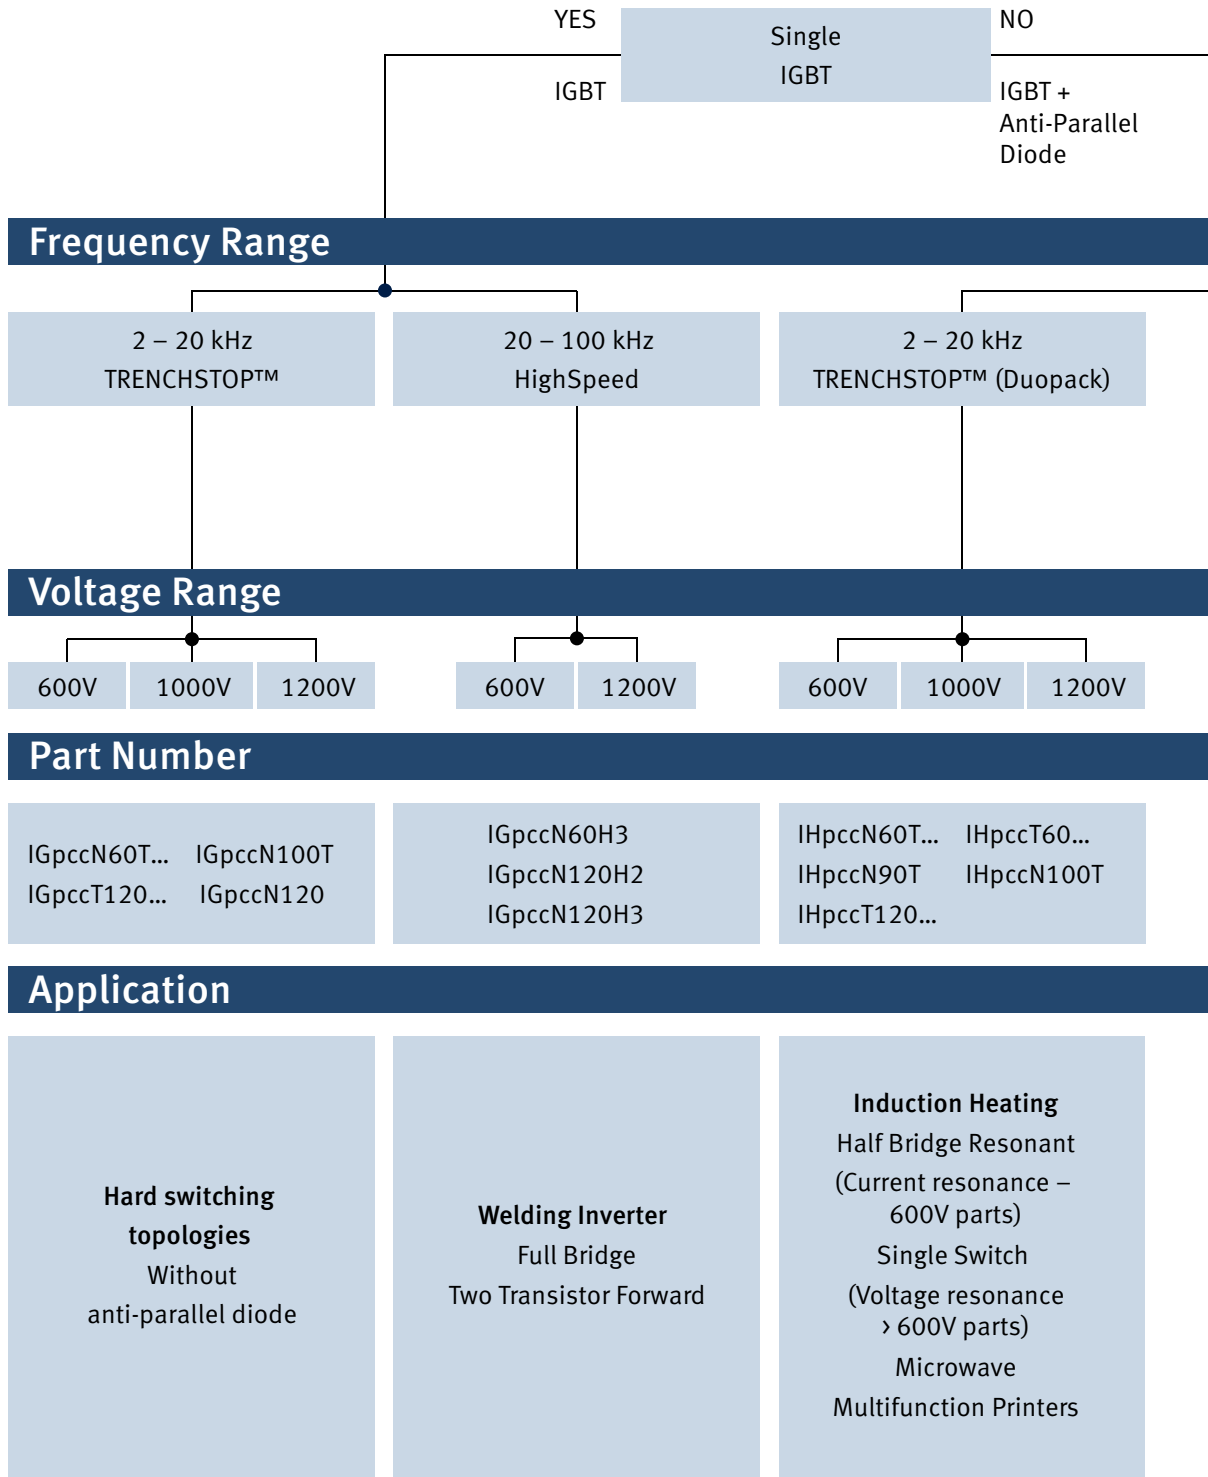 YES
Single
IGBT
NO
IGBT
IGBT +
Anti-Parallel
Diode
Frequency Range
2 – 20 kHz
TRENCHSTOP™
20 – 100 kHz
HighSpeed
2 – 20 kHz
TRENCHSTOP™ (Duopack)
Voltage Range
600V
1000V
1200V
600V
1200V
600V
1000V
1200V
Part Number
IGpccN60T... IGpccN100T
IGpccT120... IGpccN120
IGpccN60H3
IGpccN120H2
IGpccN120H3
IHpccN60T... IHpccT60...
IHpccN90T IHpccN100T
IHpccT120...
Application
Hard switching
topologies
Without
anti-parallel diode
Welding Inverter
Full Bridge
Two Transistor Forward
Induction Heating
Half Bridge Resonant
(Current resonance –
600V parts)
Single Switch
(Voltage resonance
> 600V parts)
Microwave
Multifunction Printers